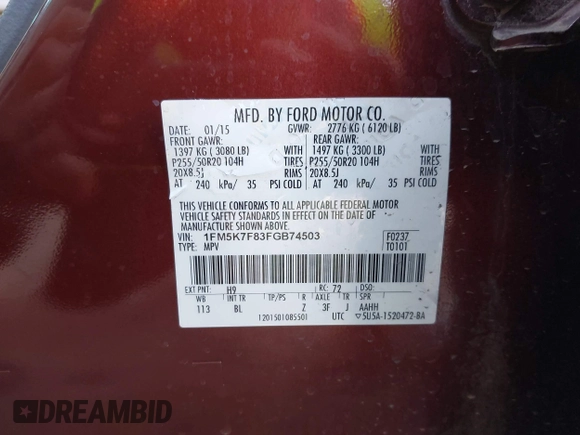 MFD. BY FORD MOTOR CO.
DATE: 01/15 GVWR: 2776 KG ( 6120 LB)
FRONT GAWR: REAR GAWR:
1397 KG ( 3080 LB) WITH 1497 KG ( 3300 LB) WITH
P255/50R20 104H TIRES P255/50R20 104H TIRES
20X8.5J RIMS 20X8.5J RIMS
AT 240 kPa/ 35 PSI COLD AT 240 kPa/ 35 PSI COLD
THIS VEHICLE CONFORMS TO ALL APPLICABLE FEDERAL MOTOR
VEHICLE SAFETY STANDARDS IN EFFECT ON THE DATE OF
MANUFACTURE SHOWN ABOVE.
VIN: 1FM5K7F83FGB74503 F0237
TYPE: MPV T0101
EXT PNT: H9 RC: 72 DSO:
WB INT TR TP/PS R AXLE TR SPR
113 BL Z 3F J AAHH
1201501085501 UTC ▽5U5A-1520472-BA
DREAMBID